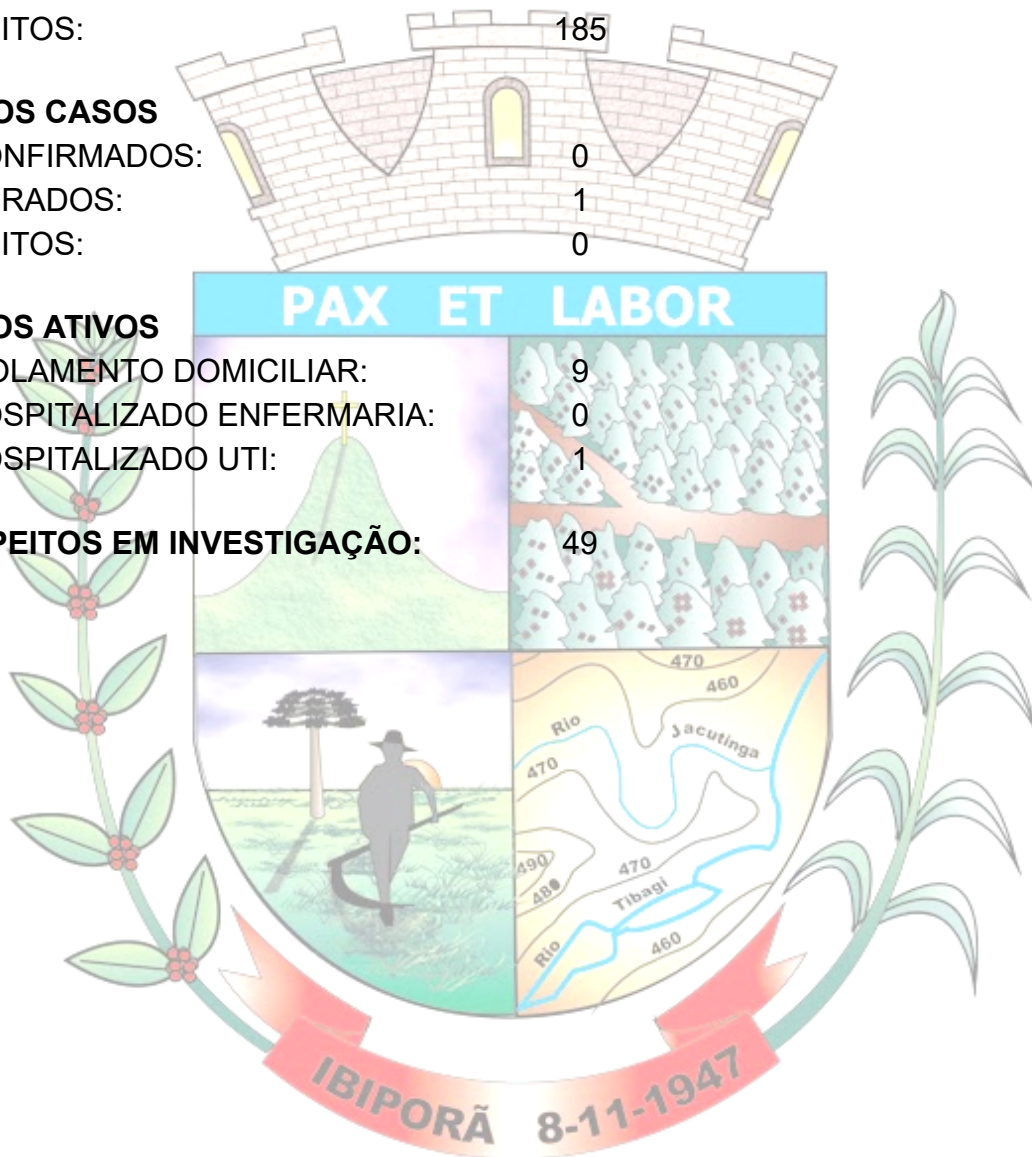 ITOS: 185
OS CASOS
ONFIRMADOS: 0
RADOS: 1
ITOS: 0
PAX ET LABOR
OS ATIVOS
OLAMENTO DOMICILIAR: 9
OSPITALIZADO ENFERMARIA: 0
OSPITALIZADO UTI: 1
PEITOS EM INVESTIGAÇÃO: 49
470
460
Rio Jacutinga
470
490
480
470
Rio Tibagi
460
IBIPORÃ 8-11-1947